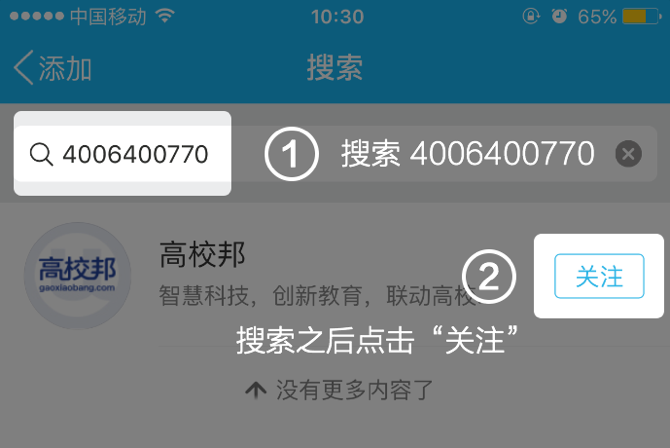 中国移动 10:30 65%
添加 搜索
4006400770 ① 搜索 4006400770
高校邦
gaoxiaobang.com
高校邦
智慧科技，创新教育，联动高校.
② 关注
搜索之后点击“关注”
没有更多内容了